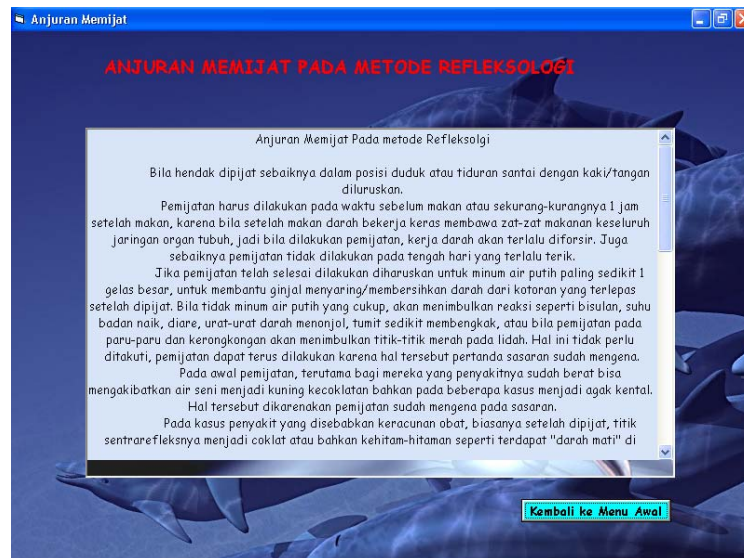 Anjuran Memijat
ANJURAN MEMIJAT PADA METODE REFLEKSOLOGI
Anjuran Memijat Pada metode Refleksolgi
Bila hendak dipijat sebaiknya dalam posisi duduk atau tiduran santai dengan kaki/tangan
diluruskan.
Pemijatan harus dilakukan pada waktu sebelum makan atau sekurang-kurangnya 1 jam
setelah makan, karena bila setelah makan darah bekerja keras membawa zat-zat makanan keseluruh
jaringan organ tubuh, jadi bila dilakukan pemijatan, kerja darah akan terlalu diforsir. Juga
sebaiknya pemijatan tidak dilakukan pada tengah hari yang terlalu terik.
Jika pemijatan telah selesai dilakukan diharuskan untuk minum air putih paling sedikit 1
gelas besar, untuk membantu ginjal menyaring/membersihkan darah dari kotoran yang terlepas
setelah dipijat. Bila tidak minum air putih yang cukup, akan menimbulkan reaksi seperti bisulan, suhu
badan naik, diare, urat-urat darah menonjol, tumit sedikit membengkak, atau bila pemijatan pada
paru-paru dan kerongkongan akan menimbulkan titik-titik merah pada lidah. Hal ini tidak perlu
ditakuti, pemijatan dapat terus dilakukan karena hal tersebut pertanda sasaran sudah mengena.
Pada awal pemijatan, terutama bagi mereka yang penyakitnya sudah berat bisa
mengakibatkan air seni menjadi kuning kecoklatan bahkan pada beberapa kasus menjadi agak kental.
Hal tersebut dikarenakan pemijatan sudah mengena pada sasaran.
Pada kasus penyakit yang disebabkan keracunan obat, biasanya setelah dipijat, titik
sentrarefleksnya menjadi coklat atau bahkan kehitam-hitaman seperti terdapat "darah mati" di
Kembali ke Menu Awal